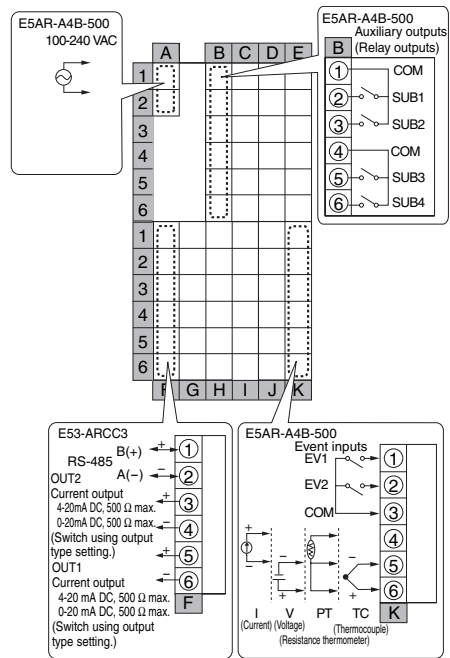 E5AR-A4B-500
100-240 VAC
A B C D E
1
2
3
4
5
6
1
2
3
4
5
6
F G H I J K
E5AR-A4B-500
Auxiliary outputs
(Relay outputs)
B
1 COM
2 SUB1
3 SUB2
4 COM
5 SUB3
6 SUB4
E53-ARCC3
RS-485
B(+) + 1
A(−) − 2
OUT2
Current output
4-20mA DC, 500 Ω max.
0-20mA DC, 500 Ω max.
(Switch using output
type setting.)
+ 3
− 4
OUT1
Current output
4-20 mA DC, 500 Ω max.
0-20 mA DC, 500 Ω max.
(Switch using output
type setting.)
+ 5
− 6
F
E5AR-A4B-500
Event inputs
EV1 1
EV2 2
COM 3
4
5
6
+ − − −
− + +
I V PT TC K
(Current) (Voltage) (Thermocouple)
(Resistance thermometer)